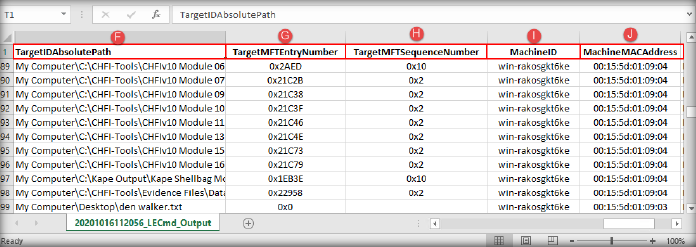 T1 fx TargetIDAbsolutePath
F G H I J
1 TargetIDAbsolutePath TargetMFTEntryNumber TargetMFTSequenceNumber MachineID MachineMACAddress
89 My Computer\C:\CHFI-Tools\CHFIv10 Module 06 0x2AED 0x10 win-rakosgkt6ke 00:15:5d:01:09:04
90 My Computer\C:\CHFI-Tools\CHFIv10 Module 07 0x21C2B 0x2 win-rakosgkt6ke 00:15:5d:01:09:04
91 My Computer\C:\CHFI-Tools\CHFIv10 Module 09 0x21C38 0x2 win-rakosgkt6ke 00:15:5d:01:09:04
92 My Computer\C:\CHFI-Tools\CHFIv10 Module 10 0x21C3F 0x2 win-rakosgkt6ke 00:15:5d:01:09:04
93 My Computer\C:\CHFI-Tools\CHFIv10 Module 11 0x21C46 0x2 win-rakosgkt6ke 00:15:5d:01:09:04
94 My Computer\C:\CHFI-Tools\CHFIv10 Module 13 0x21C4E 0x2 win-rakosgkt6ke 00:15:5d:01:09:04
95 My Computer\C:\CHFI-Tools\CHFIv10 Module 15 0x21C73 0x2 win-rakosgkt6ke 00:15:5d:01:09:04
96 My Computer\C:\CHFI-Tools\CHFIv10 Module 16 0x21C79 0x2 win-rakosgkt6ke 00:15:5d:01:09:04
97 My Computer\C:\Kape Output\Kape Shellbag Mo 0x1EB3E 0x10 win-rakosgkt6ke 00:15:5d:01:09:04
98 My Computer\C:\CHFI-Tools\Evidence Files\Data 0x22958 0x2 win-rakosgkt6ke 00:15:5d:01:09:04
99 My Computer\Desktop\den walker.txt 0x0 win-rakosgkt6ke 00:15:5d:01:09:03
20201016112056_LECmd_Output
Ready 100%